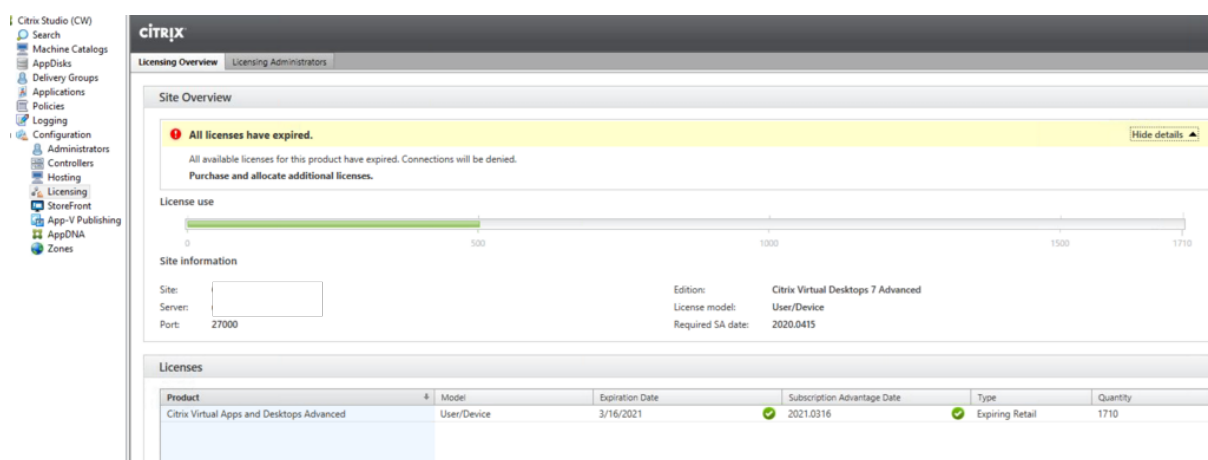 Citrix Studio (CW)
Search
Machine Catalogs
AppDisks
Delivery Groups
Applications
Policies
Logging
Configuration
Administrators
Controllers
Hosting
Licensing
StoreFront
App-V Publishing
AppDNA
Zones
CITRIX
Licensing Overview Licensing Administrators
Site Overview
All licenses have expired. Hide details
All available licenses for this product have expired. Connections will be denied.
Purchase and allocate additional licenses.
License use
0 500 1000 1500 1710
Site information
Site: Edition: Citrix Virtual Desktops 7 Advanced
Server: License model: User/Device
Port: 27000 Required SA date: 2020.0415
Licenses
Product Model Expiration Date Subscription Advantage Date Type Quantity
Citrix Virtual Apps and Desktops Advanced User/Device 3/16/2021 2021.0316 Expiring Retail 1710